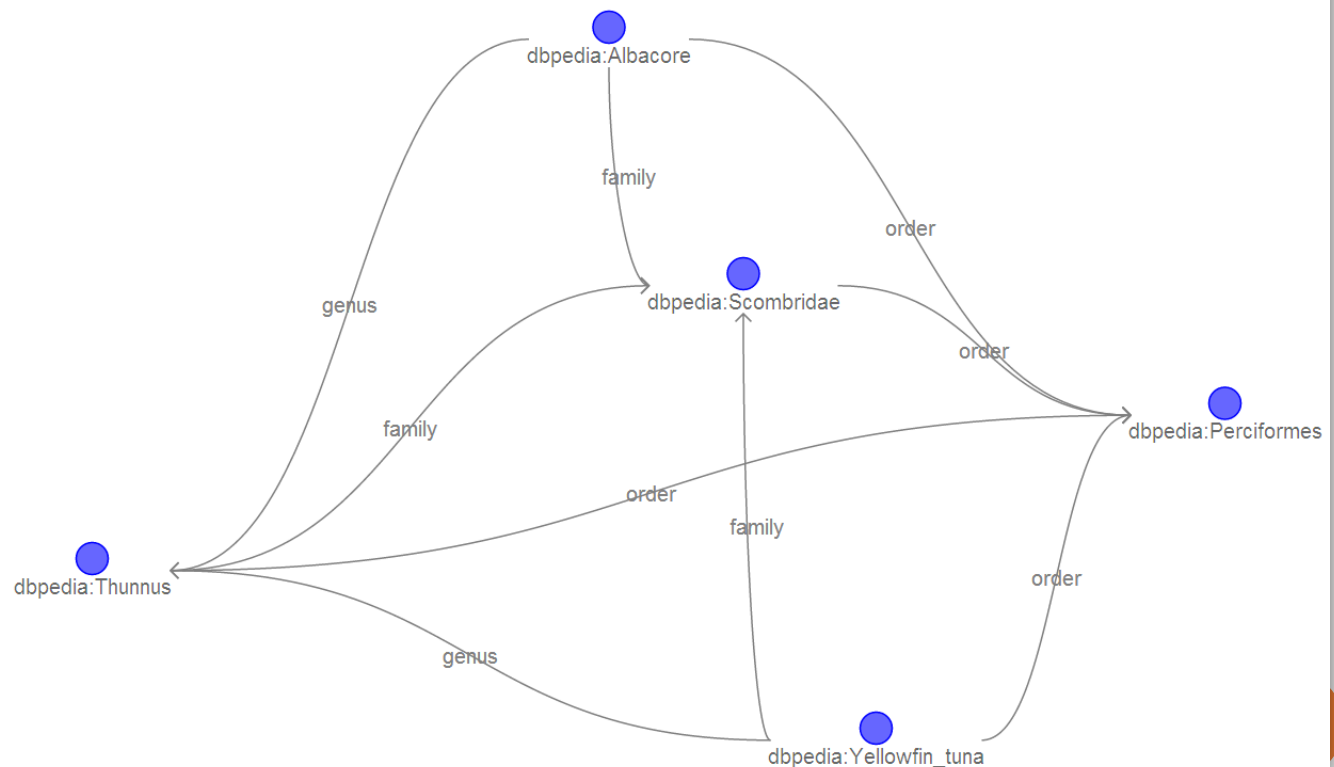 dbpedia:Albacore
family
order
dbpedia:Scombridae
genus
order
family
dbpedia:Perciformes
order
family
order
dbpedia:Thunnus
genus
dbpedia:Yellowfin_tuna